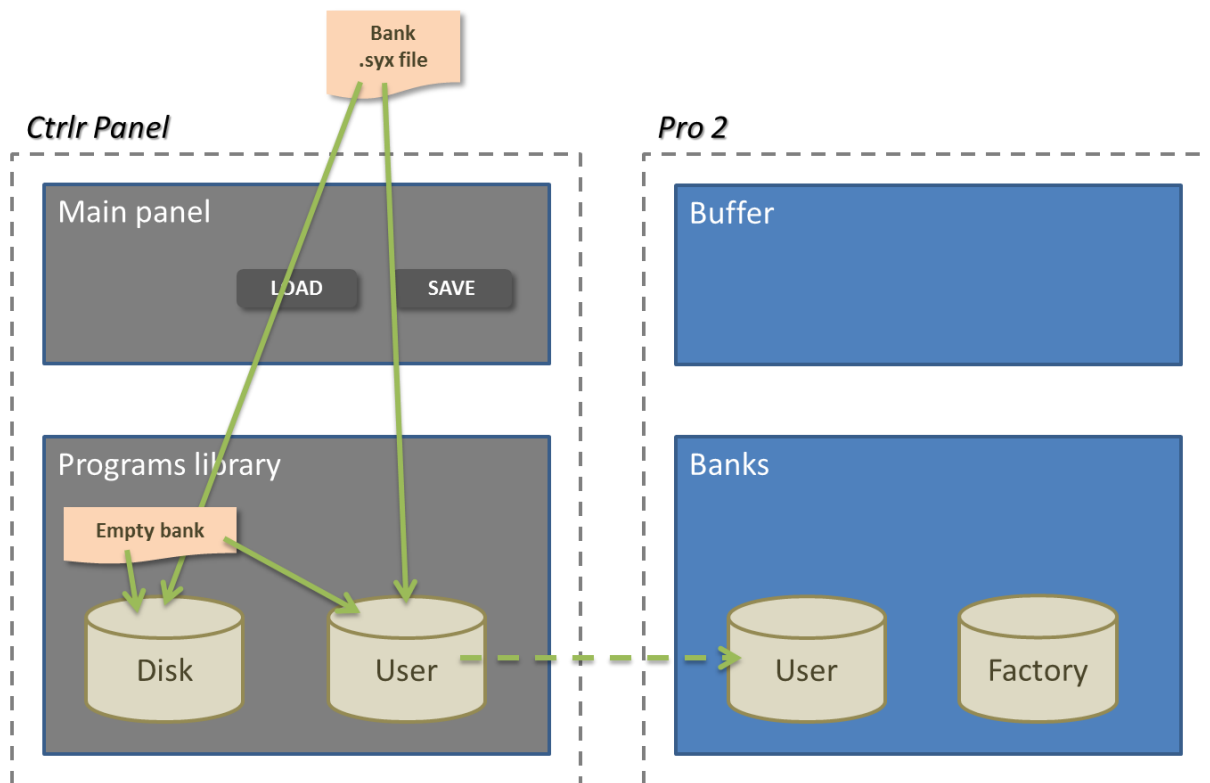 Bank
.syx file
Ctrlr Panel
Pro 2
Main panel
LOAD
SAVE
Buffer
Programs library
Empty bank
Disk
User
Banks
User
Factory